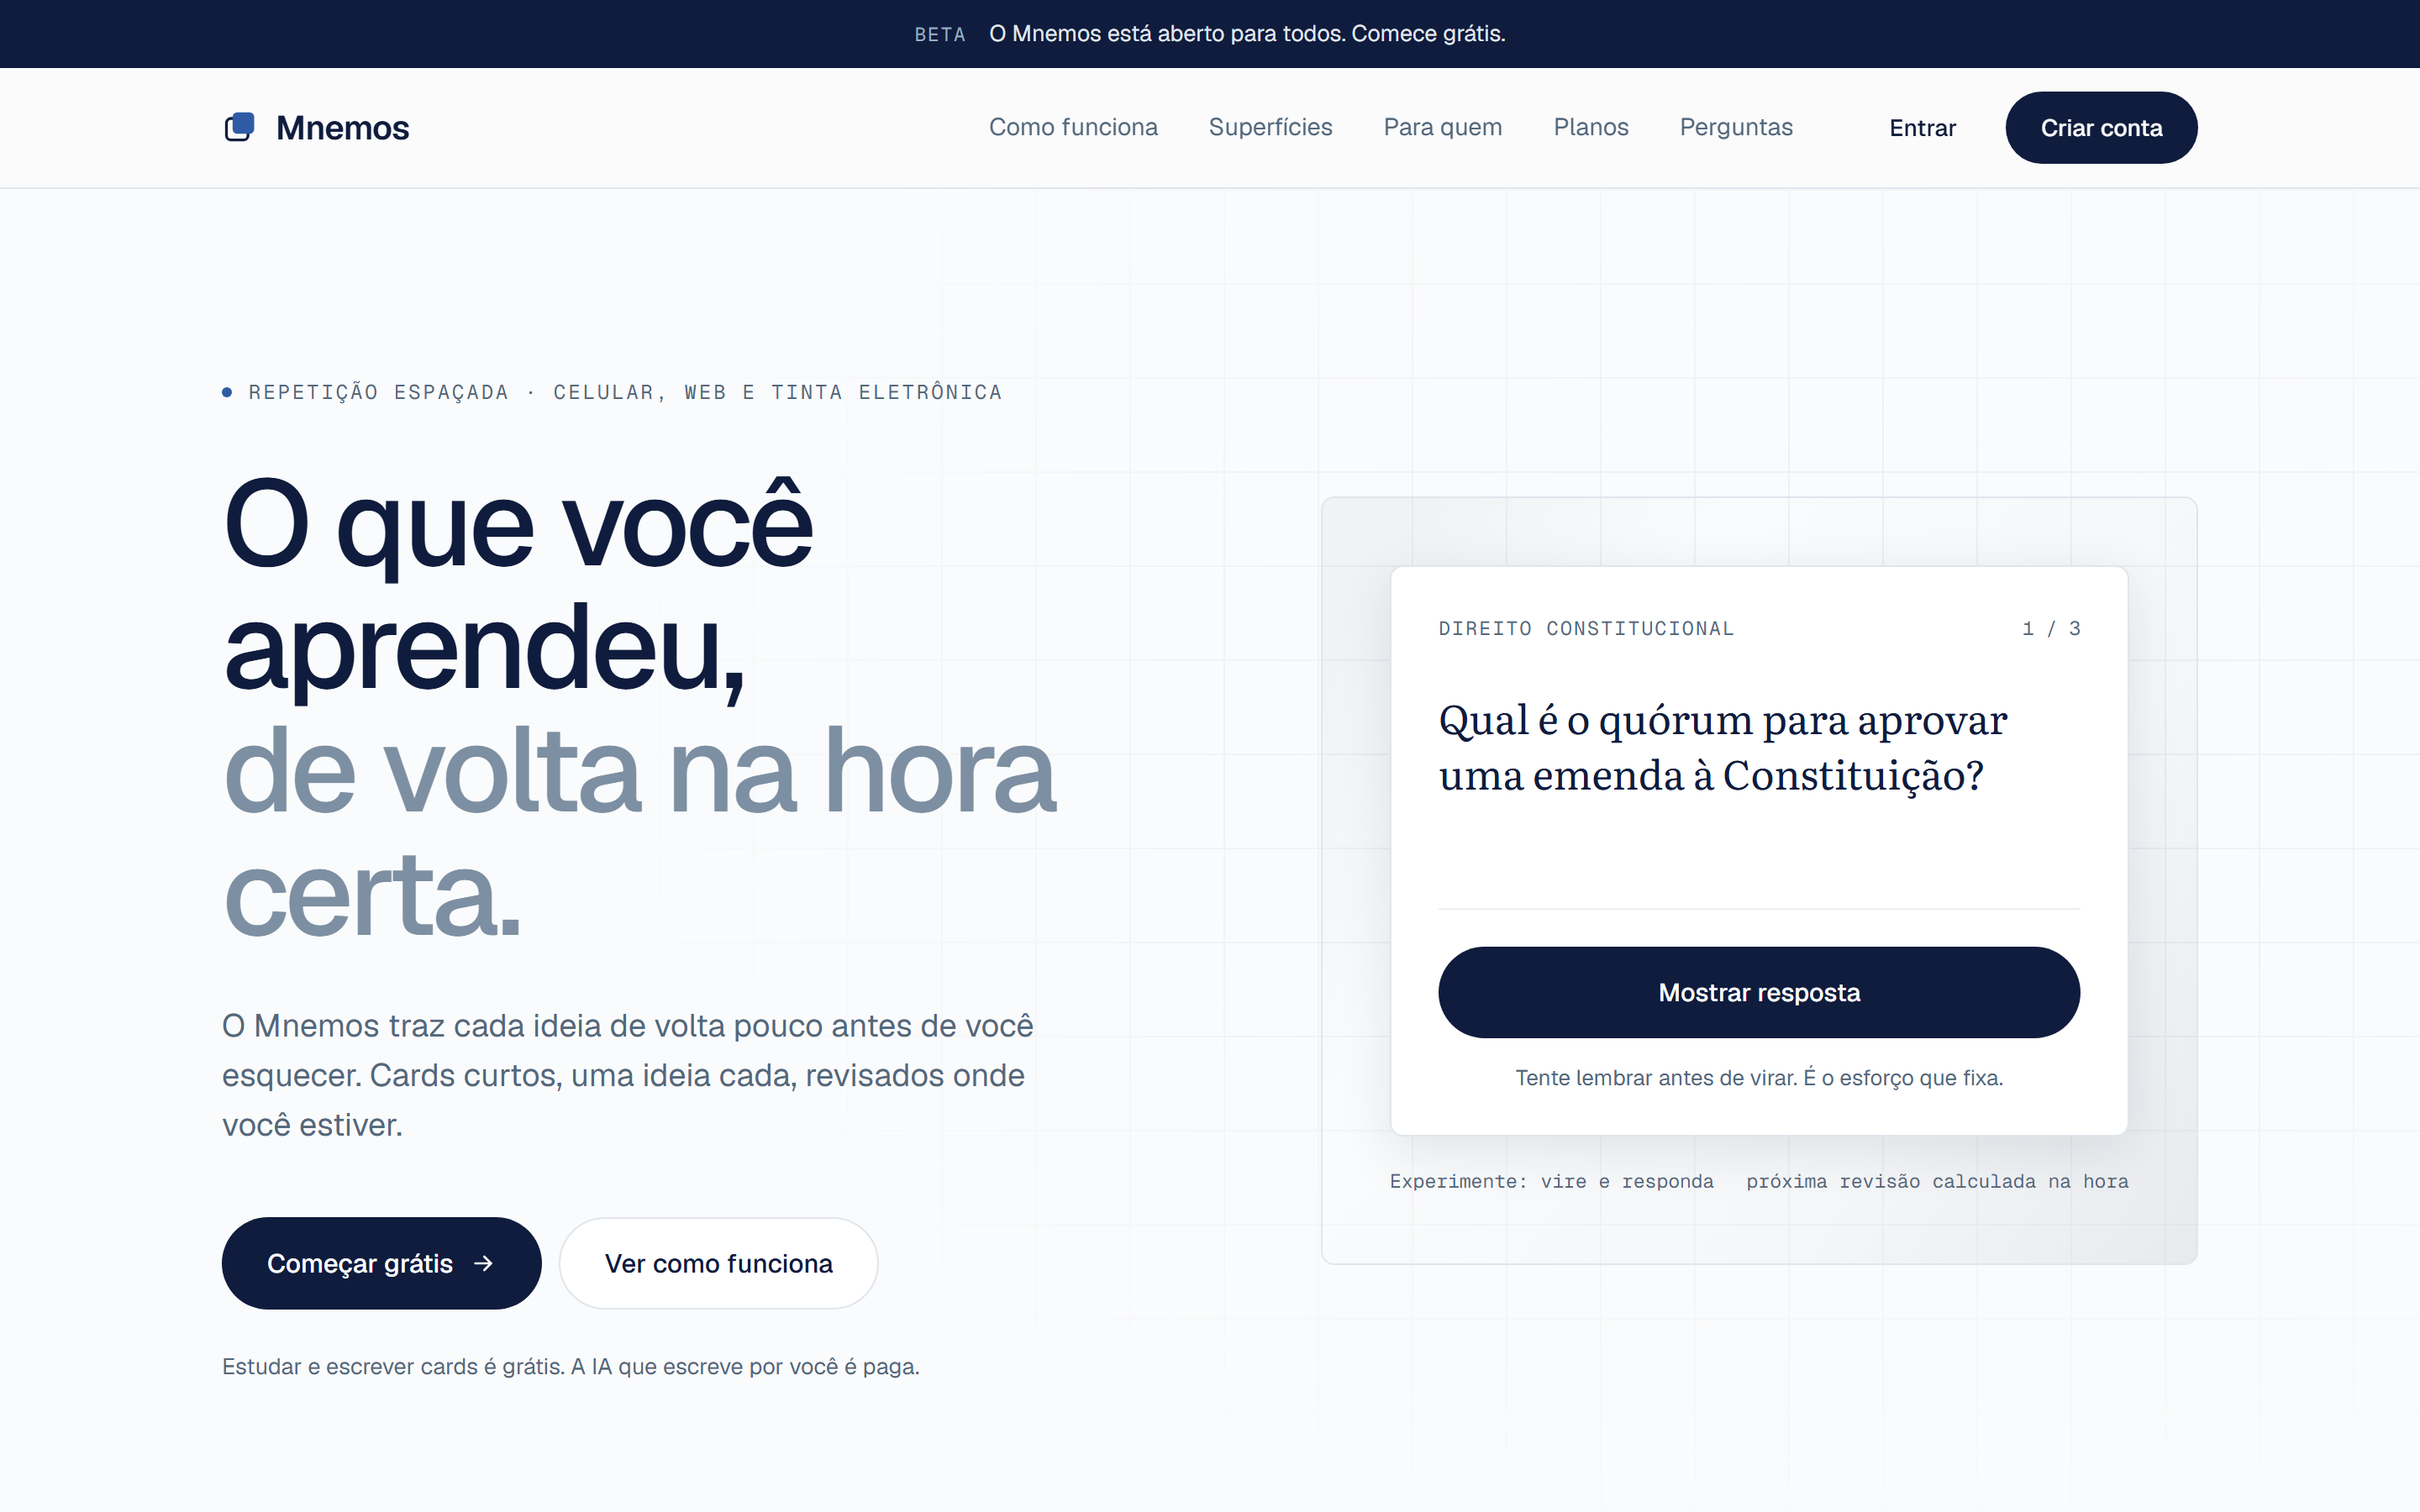 BETA O Mnemos está aberto para todos. Comece grátis.
Mnemos
Como funciona
Superfícies
Para quem
Planos
Perguntas
Entrar
Criar conta
REPETIÇÃO ESPAÇADA · CELULAR, WEB E TINTA ELETRÔNICA
O que você
aprendeu,
de volta na hora
certa.
O Mnemos traz cada ideia de volta pouco antes de você
esquecer. Cards curtos, uma ideia cada, revisados onde
você estiver.
Começar grátis →
Ver como funciona
Estudar e escrever cards é grátis. A IA que escreve por você é paga.
DIREITO CONSTITUCIONAL
1 / 3
Qual é o quórum para aprovar
uma emenda à Constituição?
Mostrar resposta
Tente lembrar antes de virar. É o esforço que fixa.
Experimente: vire e responda
próxima revisão calculada na hora